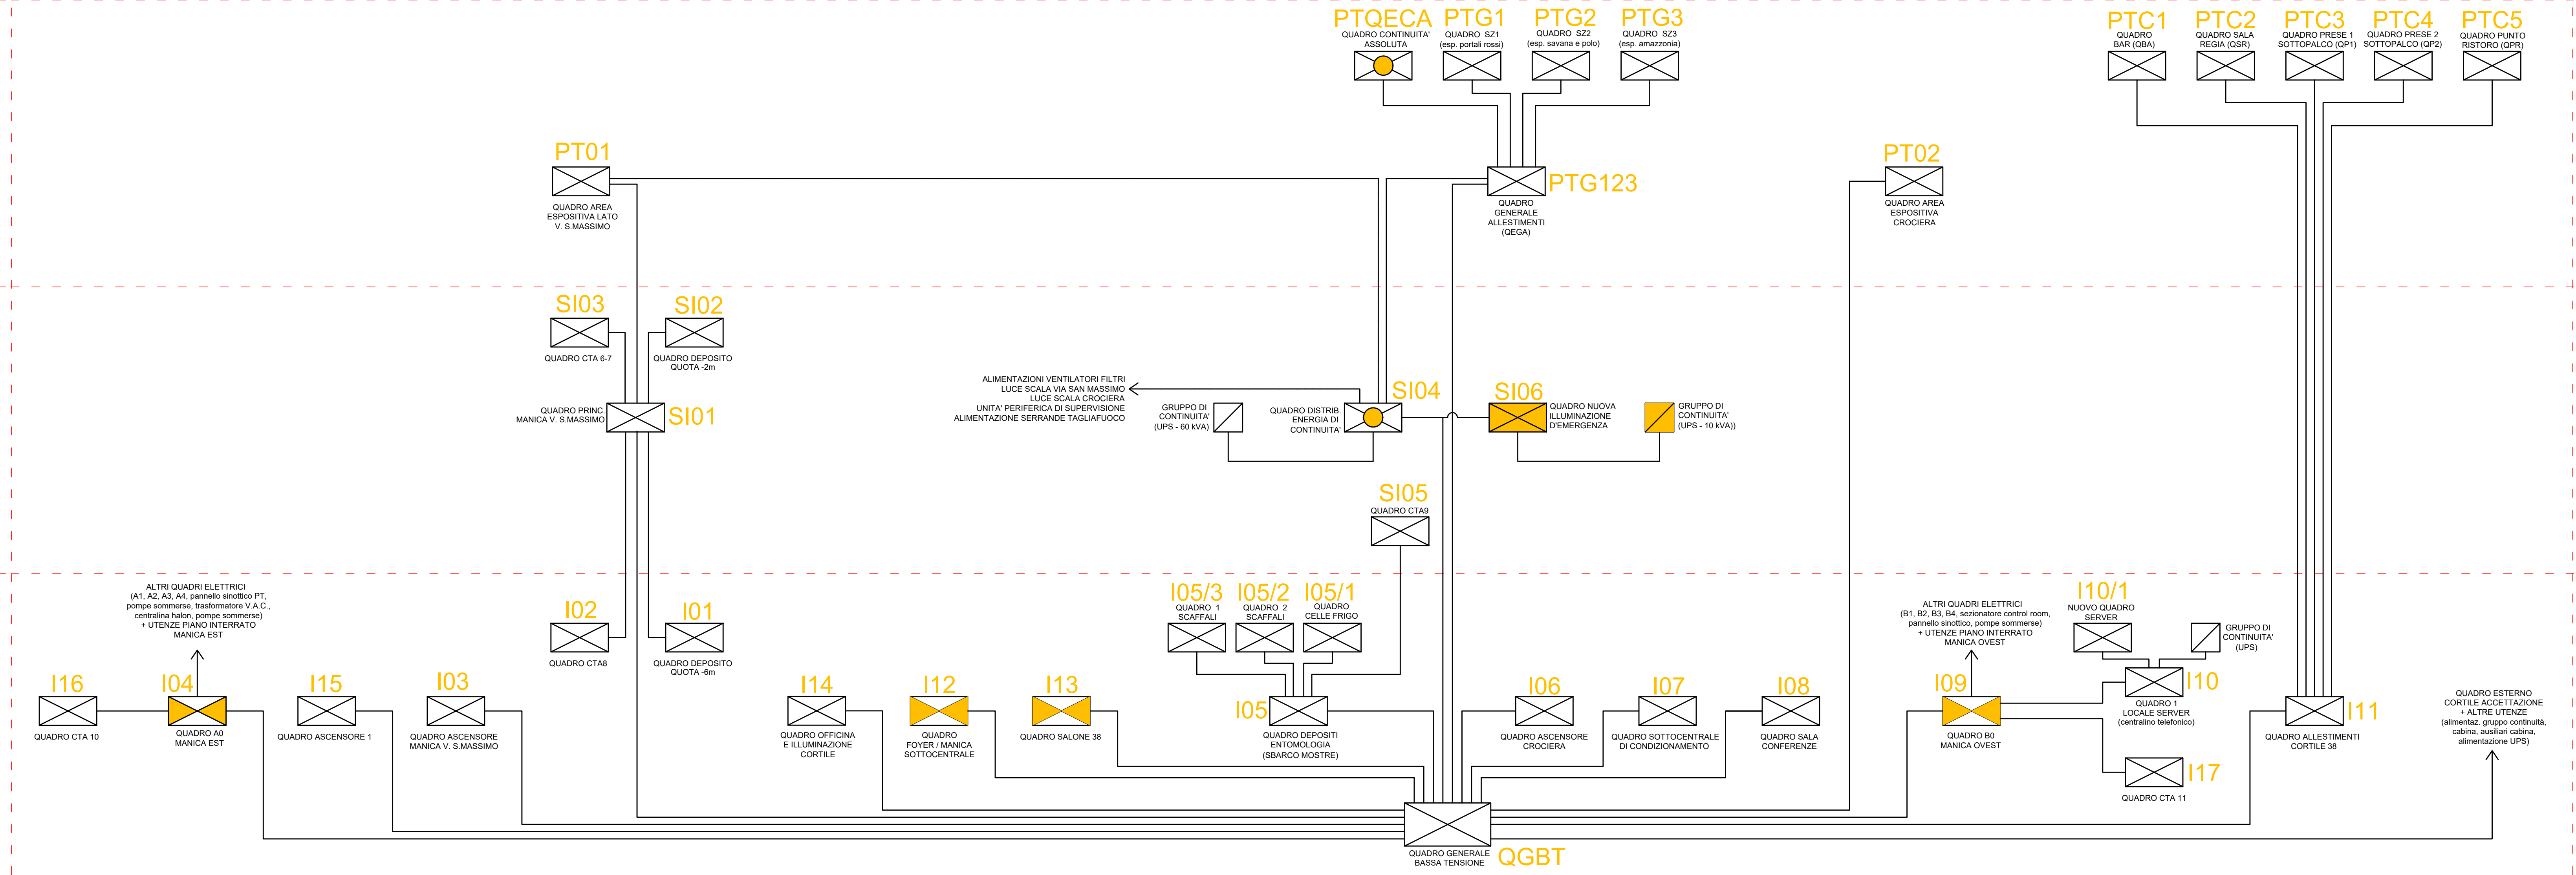 PTQECA
QUADRO CONTINUITA'
ASSOLUTA
PTG1
QUADRO SZ1
(esp. portali rossi)
PTG2
QUADRO SZ2
(esp. savana e polo)
PTG3
QUADRO SZ3
(esp. amazzonia)
PTC1
QUADRO
BAR (QBA)
PTC2
QUADRO SALA
REGIA (QSR)
PTC3
QUADRO PRESE 1
SOTTOPALCO (QP1)
PTC4
QUADRO PRESE 2
SOTTOPALCO (QP2)
PTC5
QUADRO PUNTO
RISTORO (QPR)
PT01
QUADRO AREA
ESPOSITIVA LATO
V. S.MASSIMO
PTG123
QUADRO
GENERALE
ALLESTIMENTI
(QEGA)
PT02
QUADRO AREA
ESPOSITIVA
CROCIERA
SI03
QUADRO CTA 6-7
SI02
QUADRO DEPOSITO
QUOTA -2m
QUADRO PRINC.
MANICA V. S.MASSIMO
SI01
ALIMENTAZIONI VENTILATORI FILTRI
LUCE SCALA VIA SAN MASSIMO
LUCE SCALA CROCIERA
UNITA' PERIFERICA DI SUPERVISIONE
ALIMENTAZIONE SERRANDE TAGLIAFUOCO
GRUPPO DI
CONTINUITA'
(UPS - 60 kVA)
QUADRO DISTRIB.
ENERGIA DI
CONTINUITA'
SI04
SI06
QUADRO NUOVA
ILLUMINAZIONE
D'EMERGENZA
GRUPPO DI
CONTINUITA'
(UPS - 10 kVA))
SI05
QUADRO CTA9
ALTRI QUADRI ELETTRICI
(A1, A2, A3, A4, pannello sinottico PT,
pompe sommerse, trasformatore V.A.C.,
centralina halon, pompe sommerse)
+ UTENZE PIANO INTERRATO
MANICA EST
I02
QUADRO CTA8
I01
QUADRO DEPOSITO
QUOTA -6m
I05/3
QUADRO 1
SCAFFALI
I05/2
QUADRO 2
SCAFFALI
I05/1
QUADRO
CELLE FRIGO
ALTRI QUADRI ELETTRICI
(B1, B2, B3, B4, sezionatore control room,
pannello sinottico, pompe sommerse)
+ UTENZE PIANO INTERRATO
MANICA OVEST
I10/1
NUOVO QUADRO
SERVER
GRUPPO DI
CONTINUITA'
(UPS)
I16
QUADRO CTA 10
I04
QUADRO A0
MANICA EST
I15
QUADRO ASCENSORE 1
I03
QUADRO ASCENSORE
MANICA V. S.MASSIMO
I14
QUADRO OFFICINA
E ILLUMINAZIONE
CORTILE
I12
QUADRO
FOYER / MANICA
SOTTOCENTRALE
I13
QUADRO SALONE 38
I05
QUADRO DEPOSITI
ENTOMOLOGIA
(SBARCO MOSTRE)
I06
QUADRO ASCENSORE
CROCIERA
I07
QUADRO SOTTOCENTRALE
DI CONDIZIONAMENTO
I08
QUADRO SALA
CONFERENZE
I09
QUADRO B0
MANICA OVEST
I10
QUADRO 1
LOCALE SERVER
(centralino telefonico)
I17
QUADRO CTA 11
I11
QUADRO ALLESTIMENTI
CORTILE 38
QUADRO ESTERNO
CORTILE ACCETTAZIONE
+ ALTRE UTENZE
(alimentaz. gruppo continuità,
cabina, ausiliari cabina,
alimentazione UPS)
QUADRO GENERALE
BASSA TENSIONE
QGBT